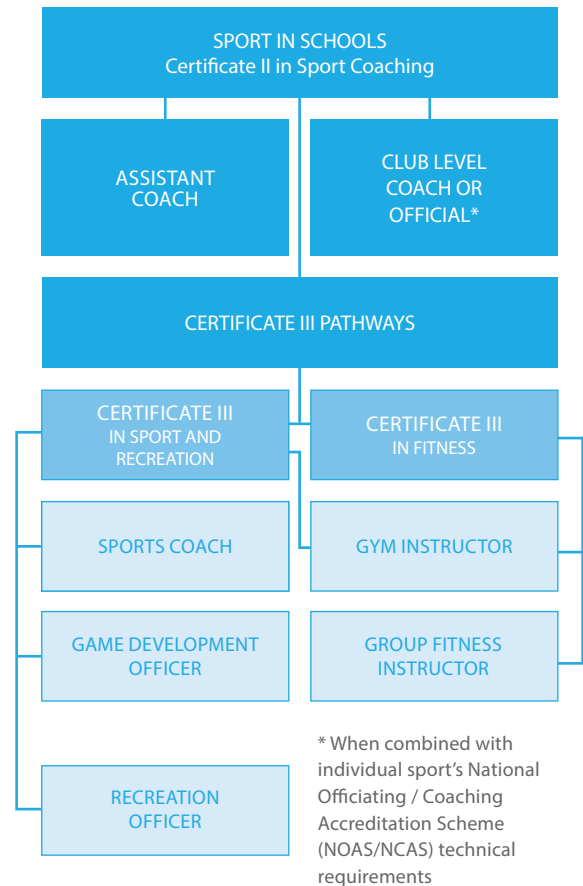 SPORT IN SCHOOLS
Certificate II in Sport Coaching
ASSISTANT
COACH
CLUB LEVEL
COACH OR
OFFICIAL*
CERTIFICATE III PATHWAYS
CERTIFICATE III
IN SPORT AND
RECREATION
CERTIFICATE III
IN FITNESS
SPORTS COACH
GYM INSTRUCTOR
GAME DEVELOPMENT
OFFICER
GROUP FITNESS
INSTRUCTOR
RECREATION
OFFICER
* When combined with
individual sport's National
Officiating / Coaching
Accreditation Scheme
(NOAS/NCAS) technical
requirements